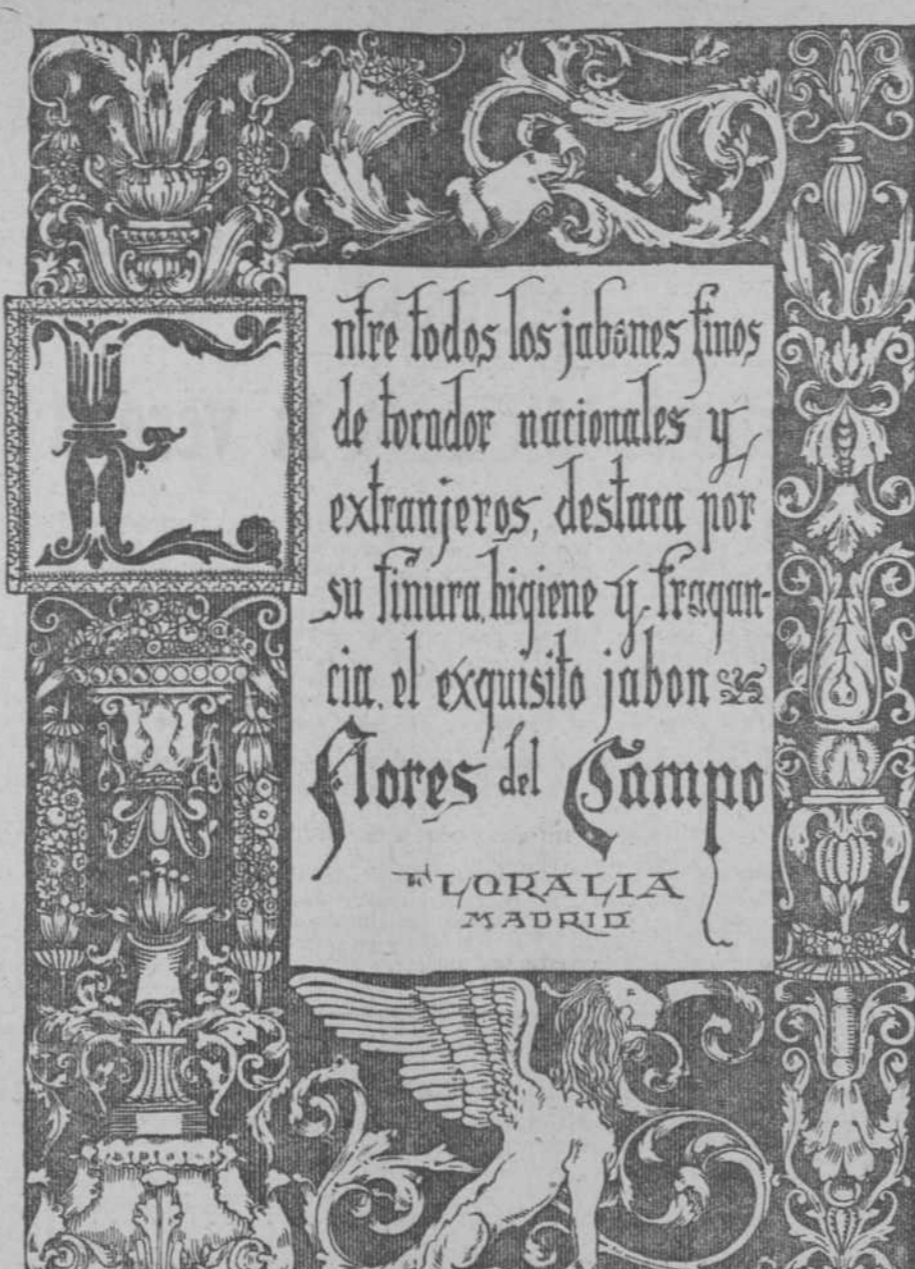 Entre todos los jabones finos
de tocador nacionales y
extranjeros, destaca por
su finura, higiene y fragan-
cia, el exquisito jabon
Flores del Campo
FLORALIA
MADRID